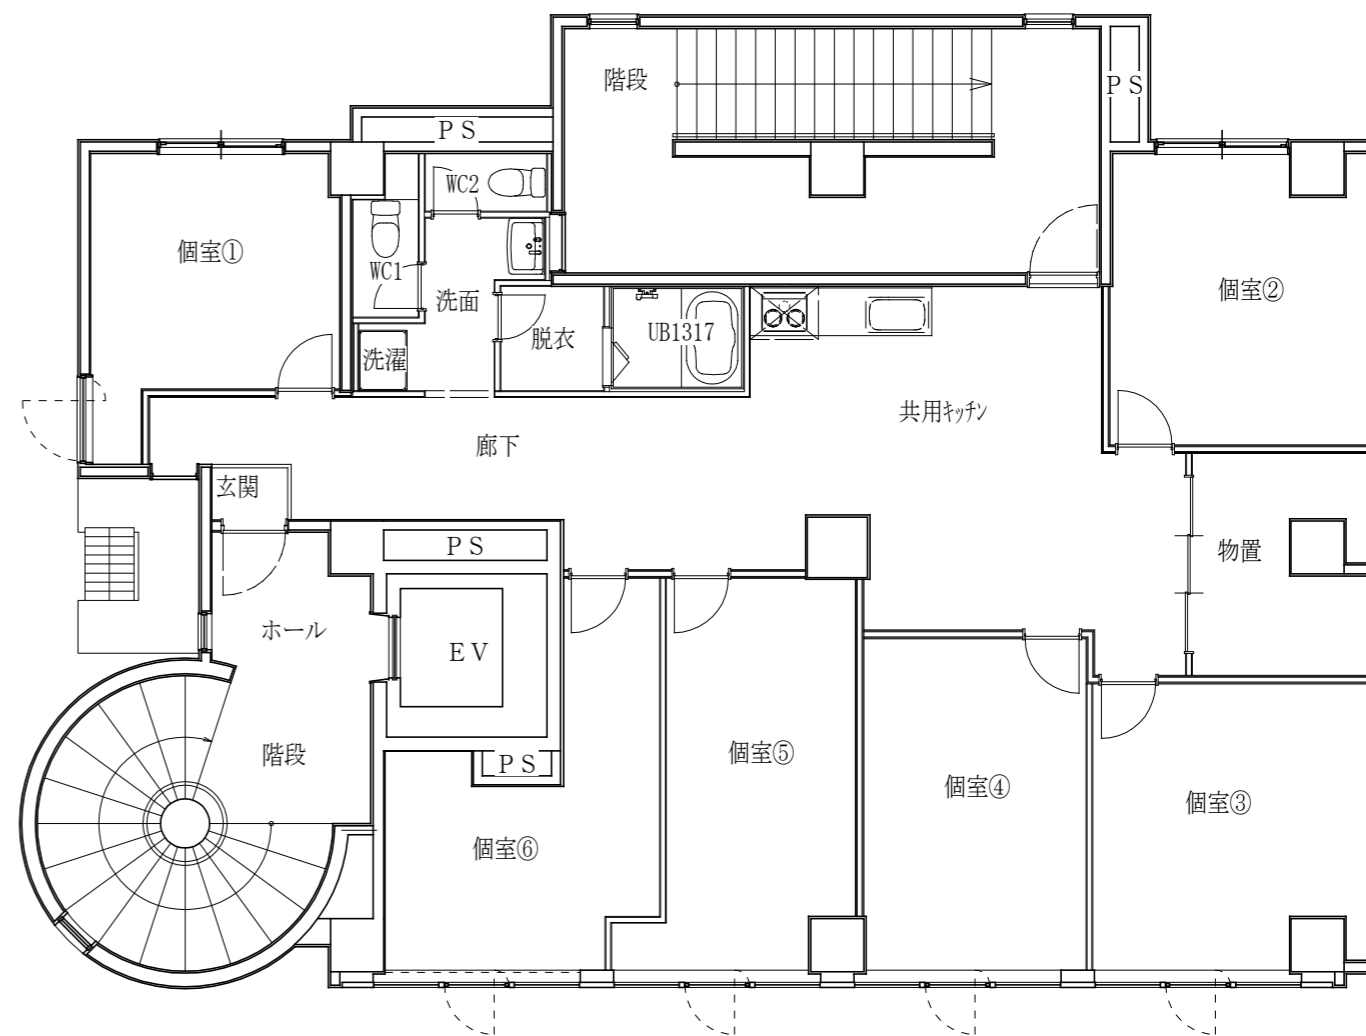 階段
PS
PS
WC2
個室①
WC1
洗面
個室②
脱衣
UB1317
洗濯
共用ｷｯﾁﾝ
廊下
玄関
PS
物置
ホール
EV
階段
PS
個室⑤
個室④
個室③
個室⑥